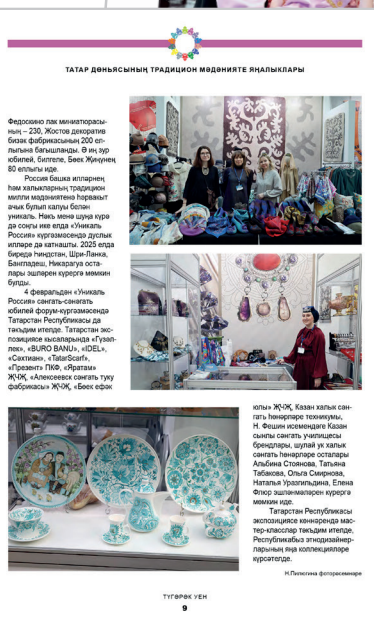 ТАТАР ДӨНЬЯСЫНЫҢ ТРАДИЦИОН МӘДӘНИЯТЕ ЯҢАЛЫКЛАРЫ
Федоскино лак миниатюрасы-
ның – 230, Жостов декоратив
бизәк фабрикасының 200 ел-
лыгына багышланды. Ә иң зур
юбилей, билгеле, Бөек Җиңүнең
80 еллыгы иде.
Россия башка илләрнең
һәм халыкларның традицион
милли мәдәниятенә һәрвакыт
ачык булып калуы белән
уникаль. Нәкъ менә шуңа күрә
дә соңгы ике елда «Уникаль
Россия» күргәзмәсендә дуслык
илләре дә катнашты. 2025 елда
биредә Һиндстан, Шри-Ланка,
Бангладеш, Никарагуа оста-
лары эшләрен күрергә мөмкин
булды.
4 февральдән «Уникаль
Россия» сәнгать-сәнәгать
юбилей форум-күргәзмәсендә
Татарстан Республикасы да
тәкъдим ителде. Татарстан экс-
позициясе кысаларында «Гүзәл-
лек», «BURO BANU», «IDEL»,
«Сәхтиан», «TatarScarf»,
«Презент» ПКФ, «Яратам»
ҖЧҖ, «Алексеевск сәнгать туку
фабрикасы» ҖЧҖ, «Бөек ефәк
юлы» ҖЧҖ, Казан халык сән-
гать һөнәрләре техникумы,
Н. Фешин исемендәге Казан
сынлы сәнгать училищесы
брендлары, шулай ук халык
сәнгать һөнәрләре осталары
Альбина Стоянова, Татьяна
Табакова, Ольга Смирнова,
Наталья Уразгильдина, Елена
Флюр эшләнмәләрен күрергә
мөмкин иде.
Татарстан Республикасы
экспозициясе көннәрендә мас-
тер-класслар тәкъдим ителде,
Республикабыз этнодизайнер-
ларының яңа коллекцияләре
күрсәтелде.
Н.Пилюгина фоторәсемнәре
ТҮГӘРӘК УЕН
9